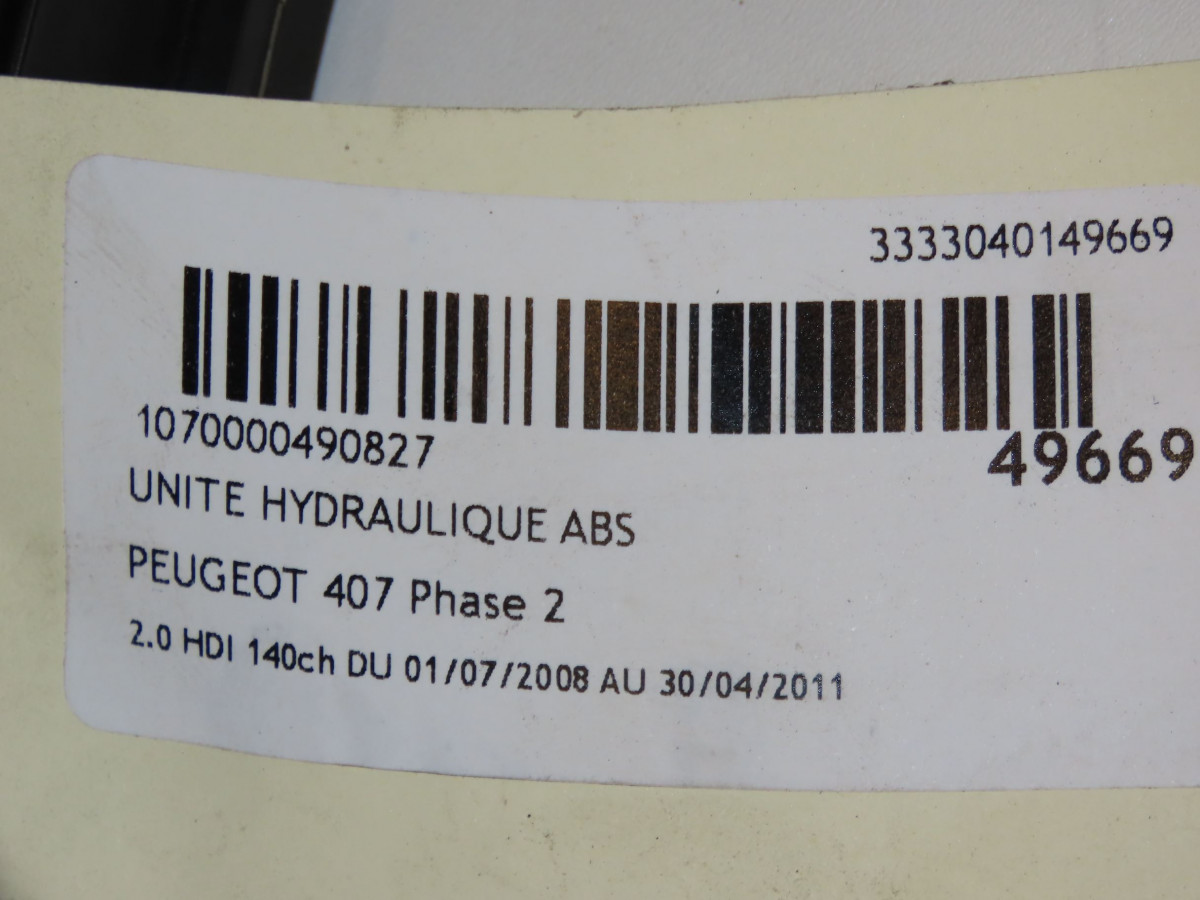 3333040149669
1070000490827
49669
UNITE HYDRAULIQUE ABS
PEUGEOT 407 Phase 2
2.0 HDI 140ch DU 01/07/2008 AU 30/04/2011